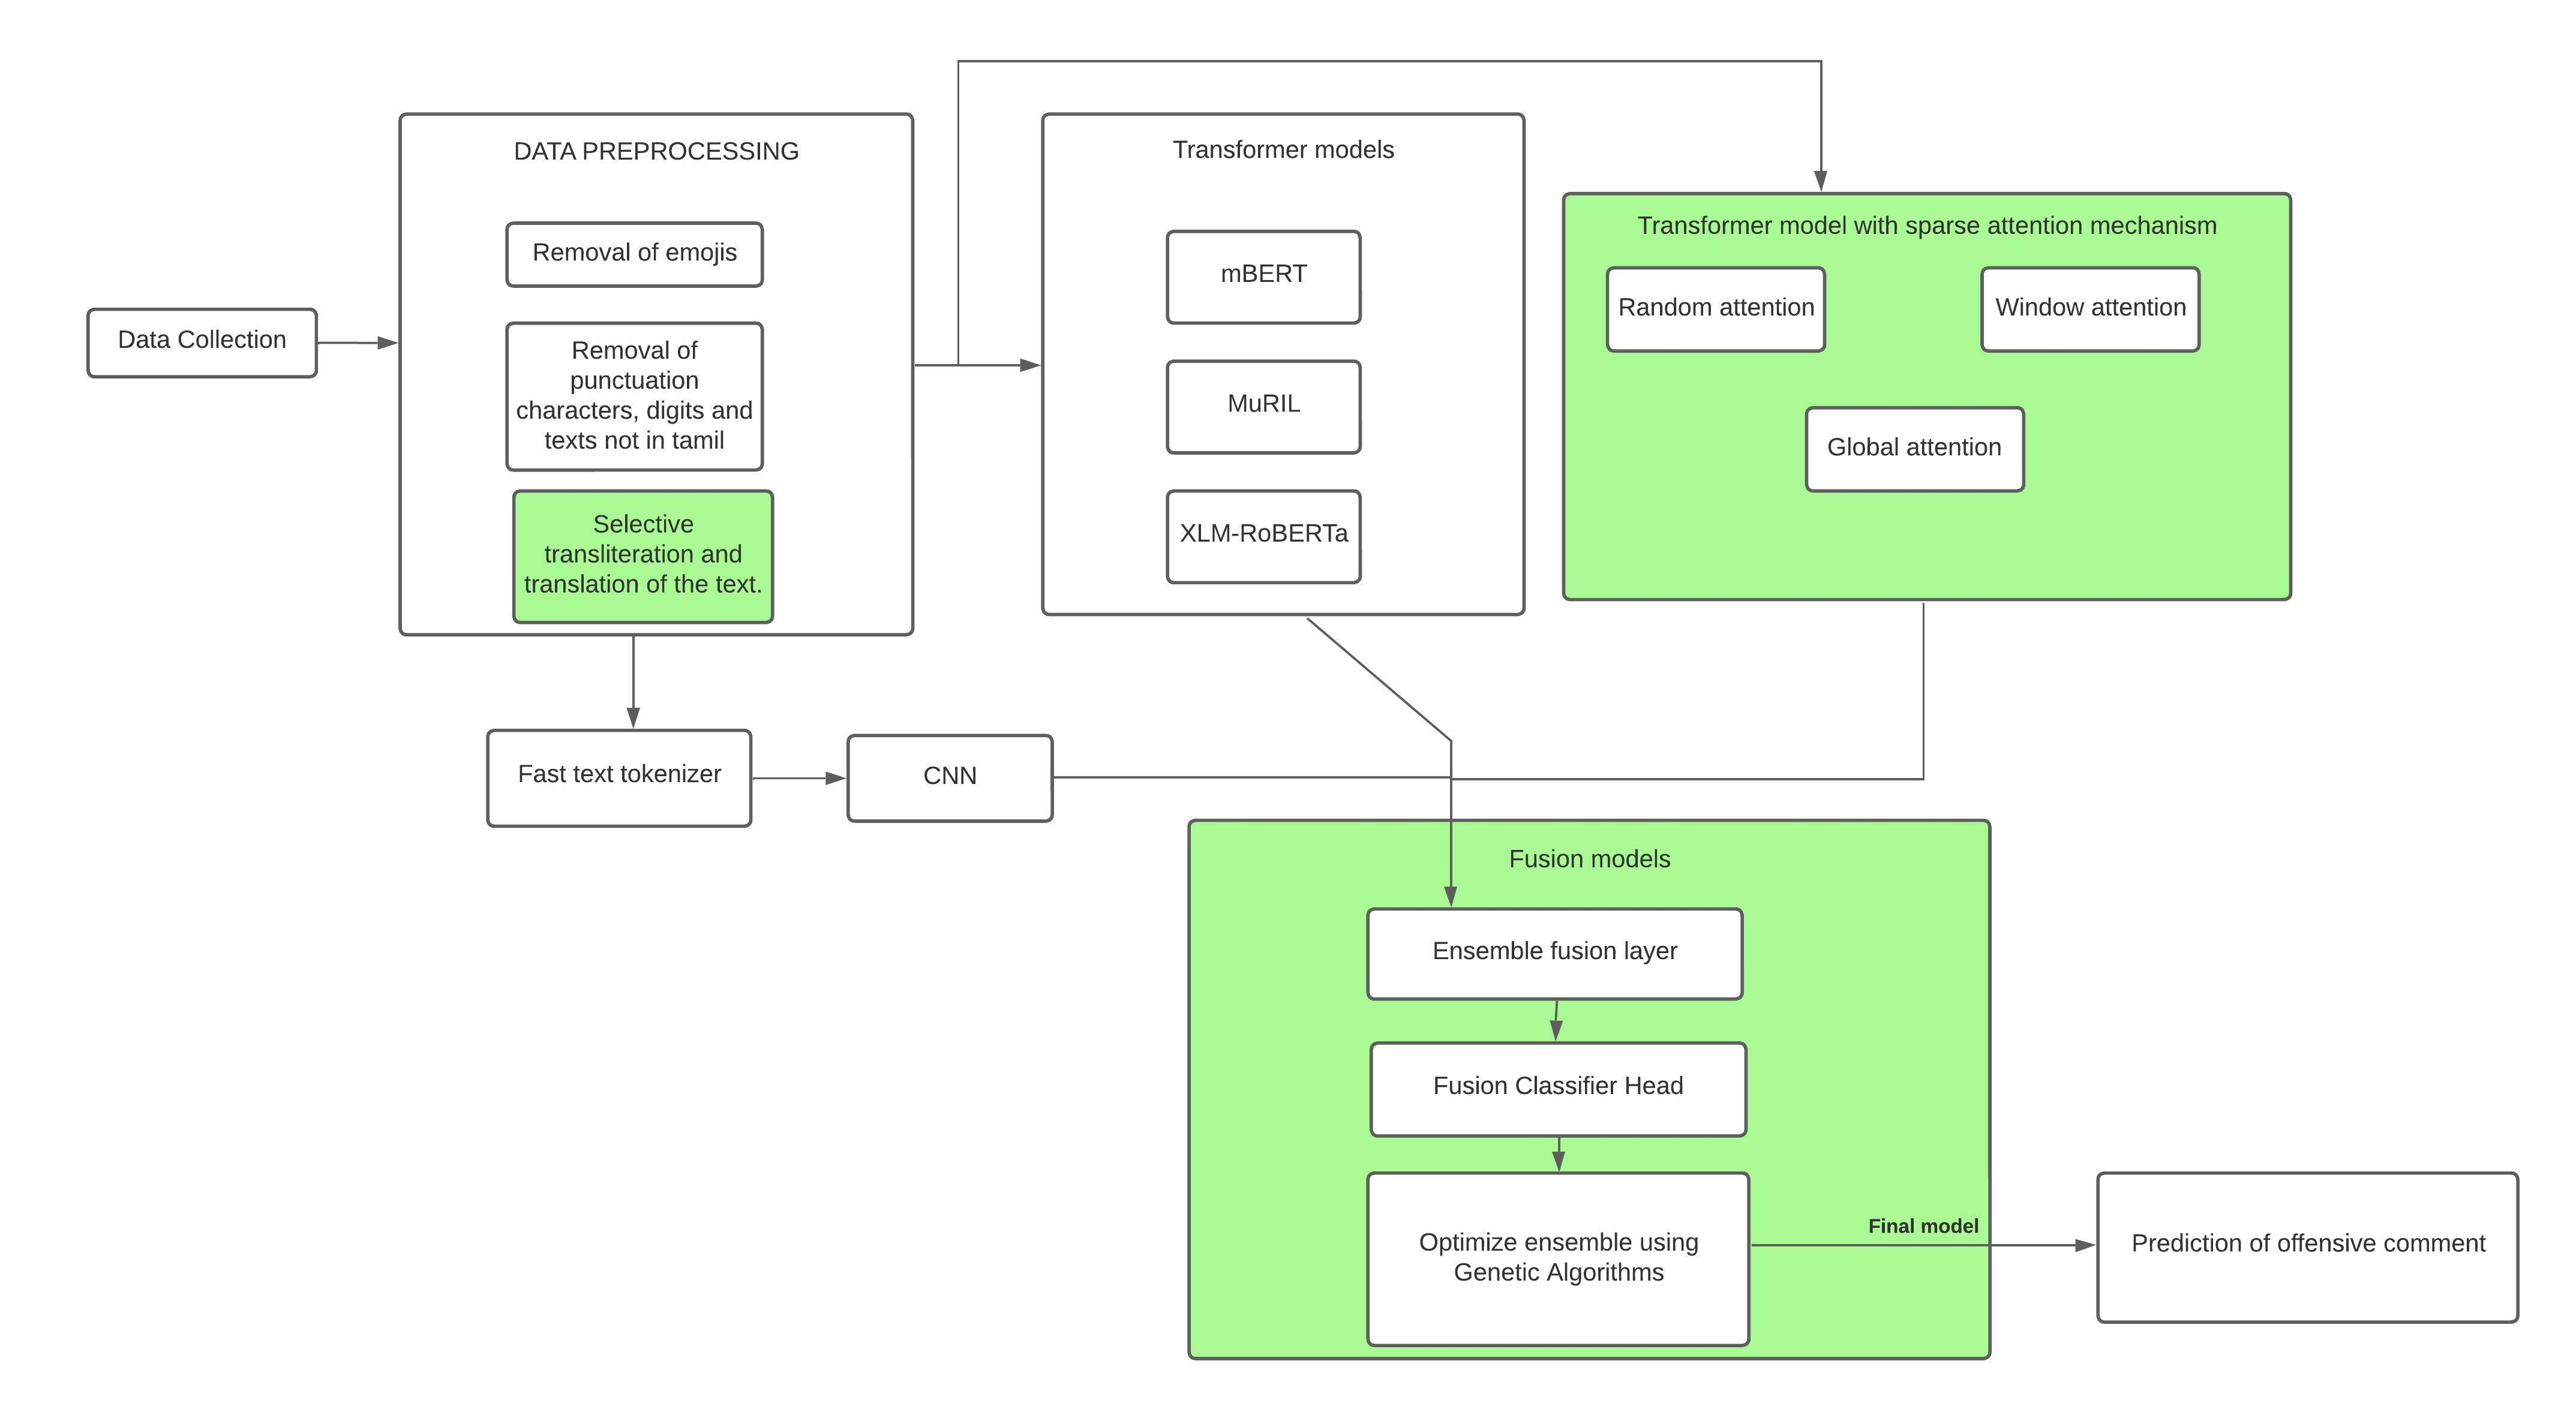 Data Collection
DATA PREPROCESSING
Removal of emojis
Removal of
punctuation
characters, digits and
texts not in tamil
Selective
transliteration and
translation of the text.
Transformer models
mBERT
MuRIL
XLM-RoBERTa
Transformer model with sparse attention mechanism
Random attention
Window attention
Global attention
Fast text tokenizer
CNN
Fusion models
Ensemble fusion layer
Fusion Classifier Head
Optimize ensemble using
Genetic Algorithms
Final model
Prediction of offensive comment